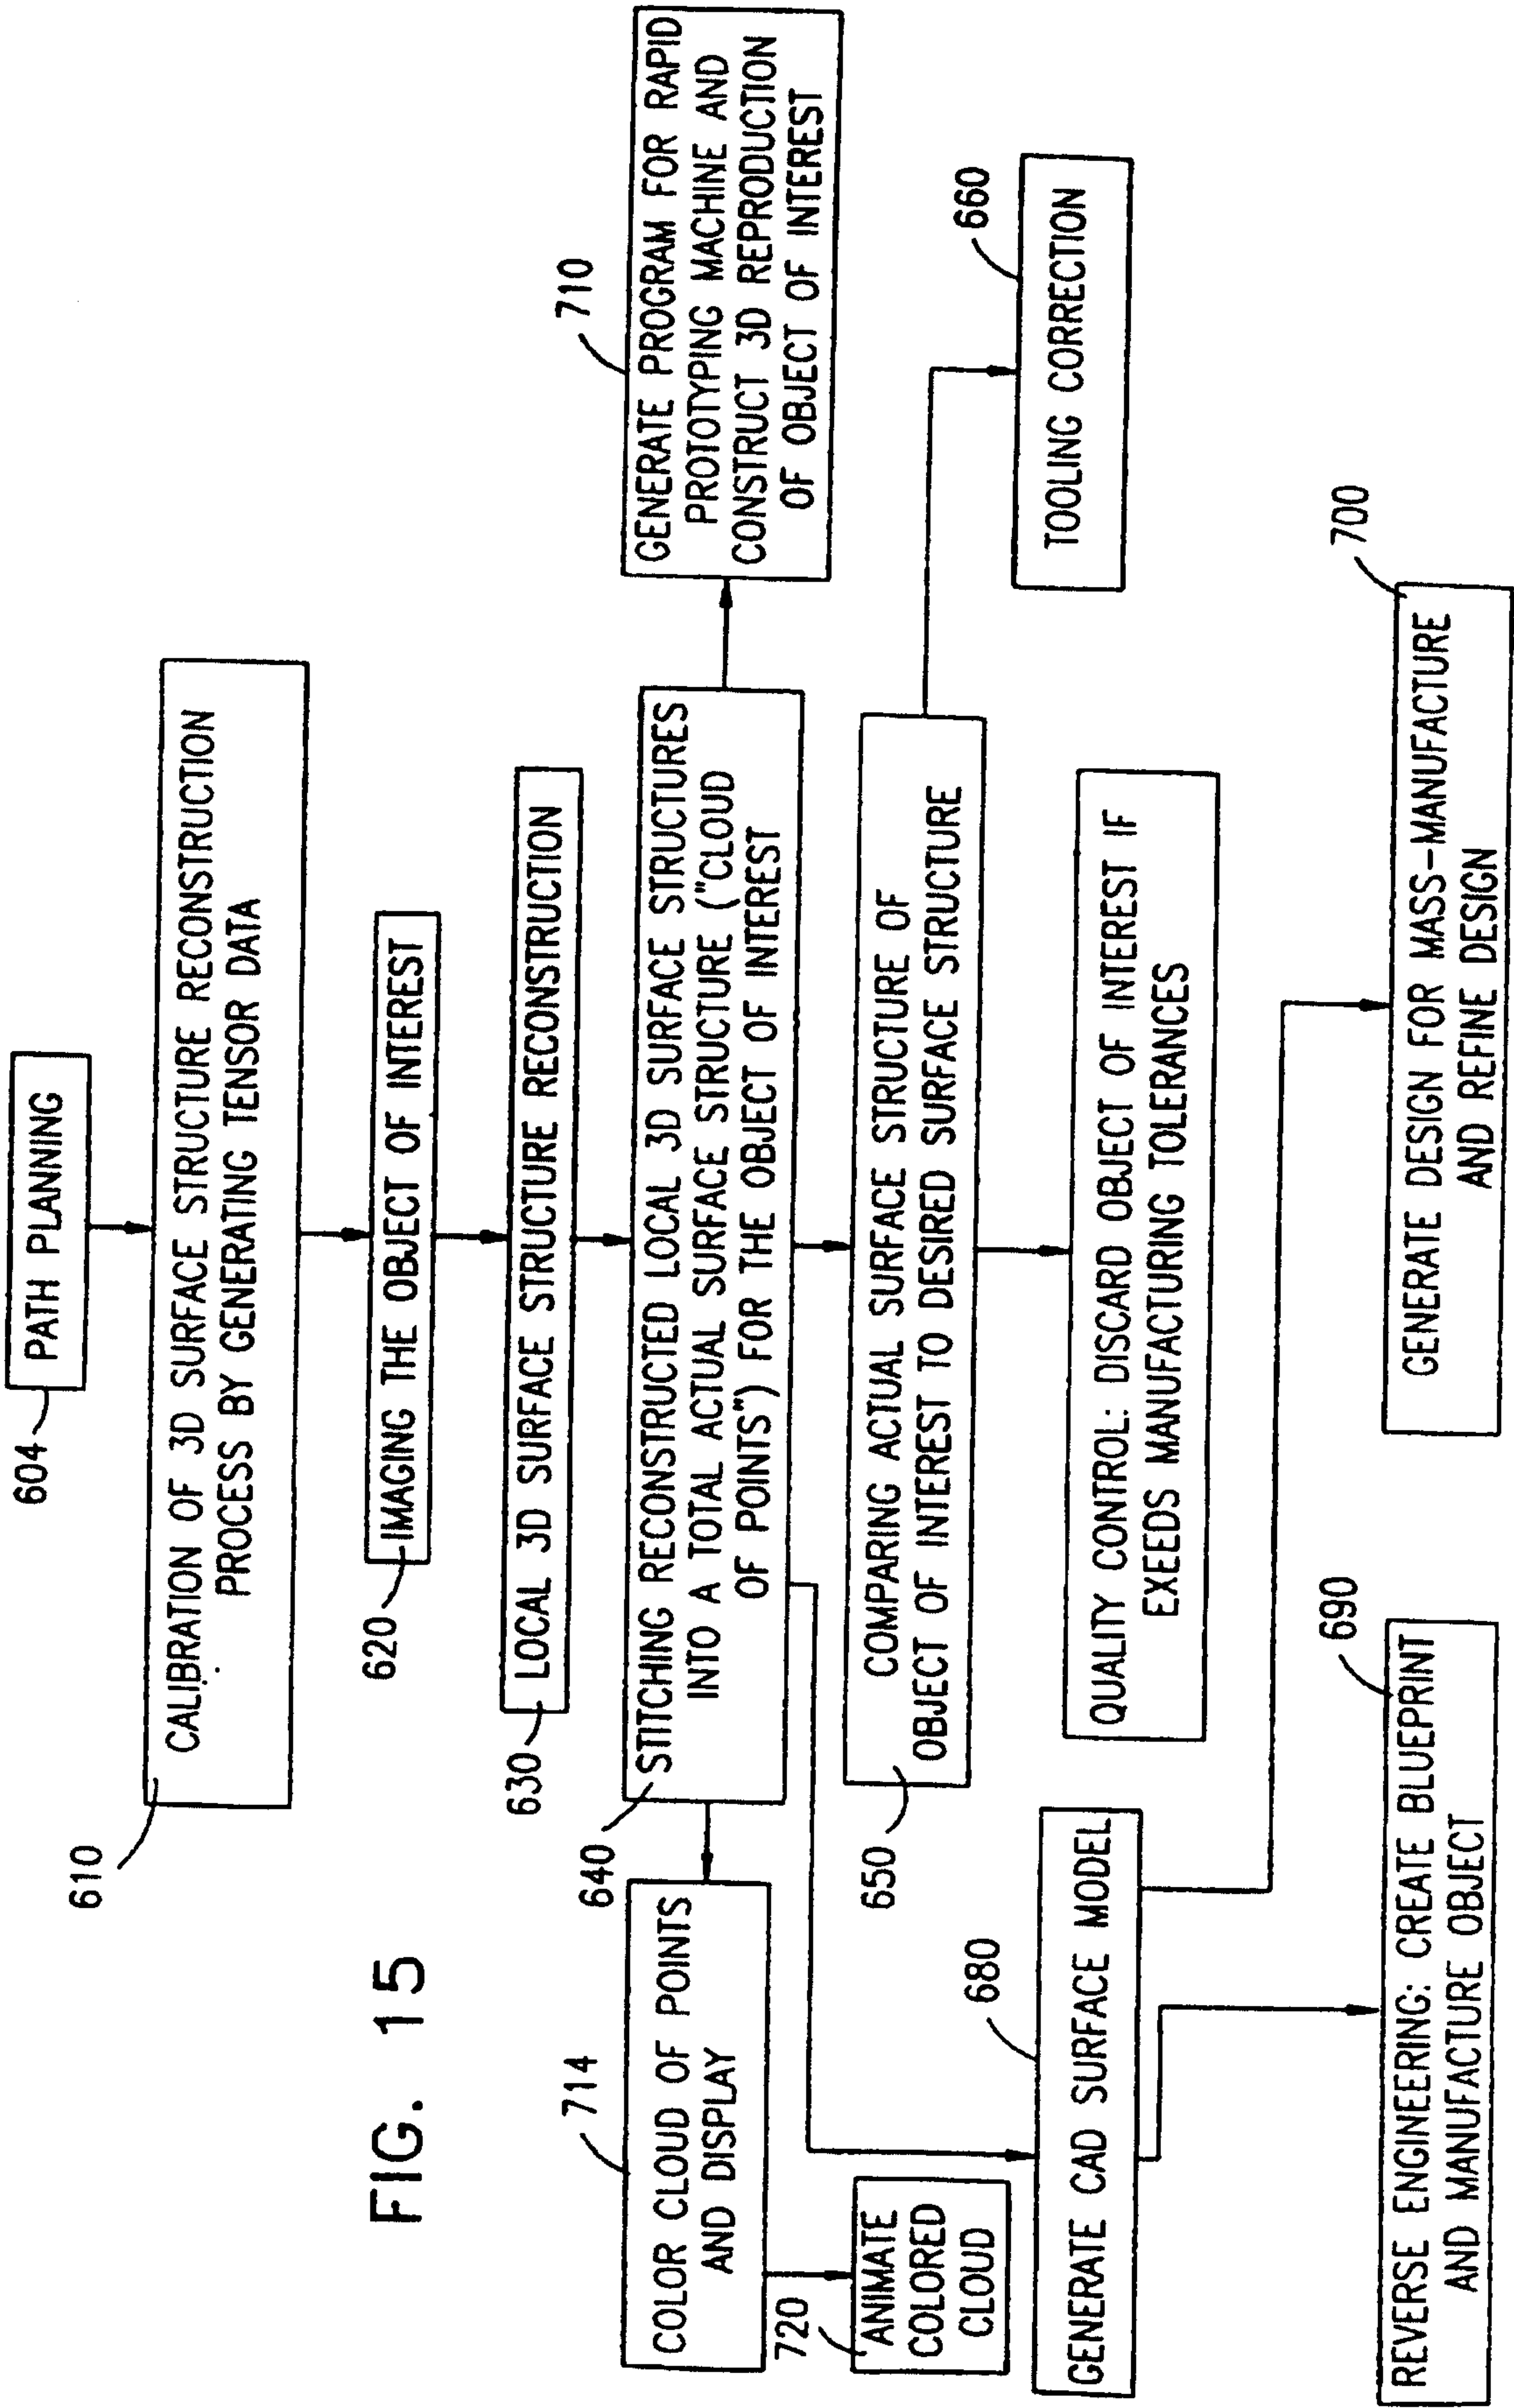 FIG. 15
604
PATH PLANNING
610
CALIBRATION OF 3D SURFACE STRUCTURE RECONSTRUCTION
PROCESS BY GENERATING TENSOR DATA
620
IMAGING THE OBJECT OF INTEREST
630
LOCAL 3D SURFACE STRUCTURE RECONSTRUCTION
640
STITCHING RECONSTRUCTED LOCAL 3D SURFACE STRUCTURES
INTO A TOTAL ACTUAL SURFACE STRUCTURE ("CLOUD
OF POINTS") FOR THE OBJECT OF INTEREST
710
GENERATE PROGRAM FOR RAPID
PROTOTYPING MACHINE AND
CONSTRUCT 3D REPRODUCTION
OF OBJECT OF INTEREST
714
COLOR CLOUD OF POINTS
AND DISPLAY
720
ANIMATE
COLORED
CLOUD
650
COMPARING ACTUAL SURFACE STRUCTURE OF
OBJECT OF INTEREST TO DESIRED SURFACE STRUCTURE
660
TOOLING CORRECTION
680
GENERATE CAD SURFACE MODEL
QUALITY CONTROL: DISCARD OBJECT OF INTEREST IF
EXEEDS MANUFACTURING TOLERANCES
690
REVERSE ENGINEERING: CREATE BLUEPRINT
AND MANUFACTURE OBJECT
700
GENERATE DESIGN FOR MASS-MANUFACTURE
AND REFINE DESIGN